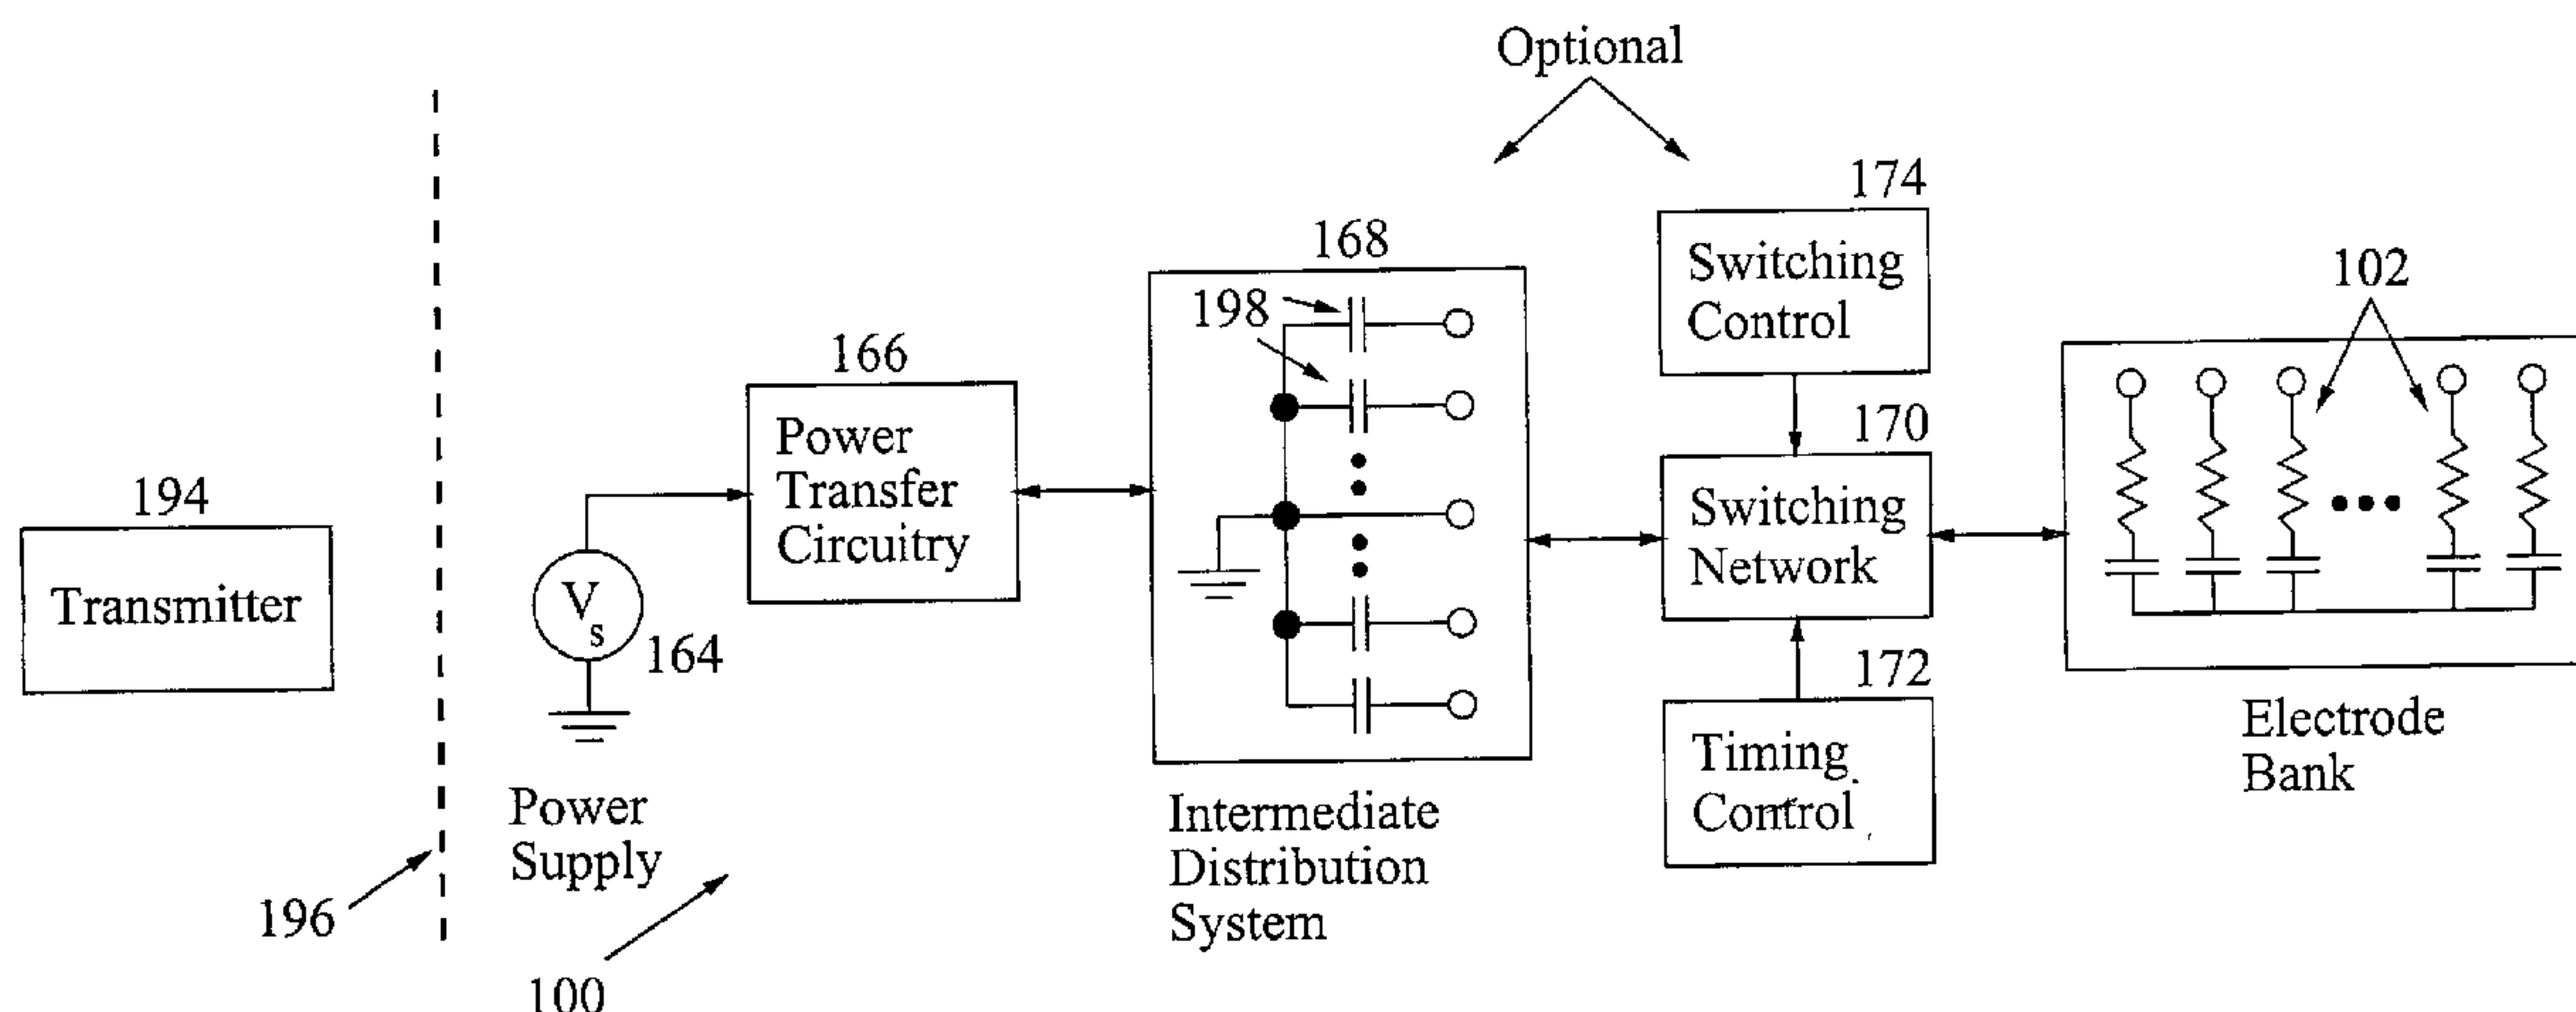 Optional
174
168
Switching
Control
198
102
166
Power
Transfer
Circuitry
170
194
Switching
Network
Transmitter
V
s
164
172
Electrode
Bank
Timing
Control
Power
Supply
Intermediate
Distribution
System
196
100